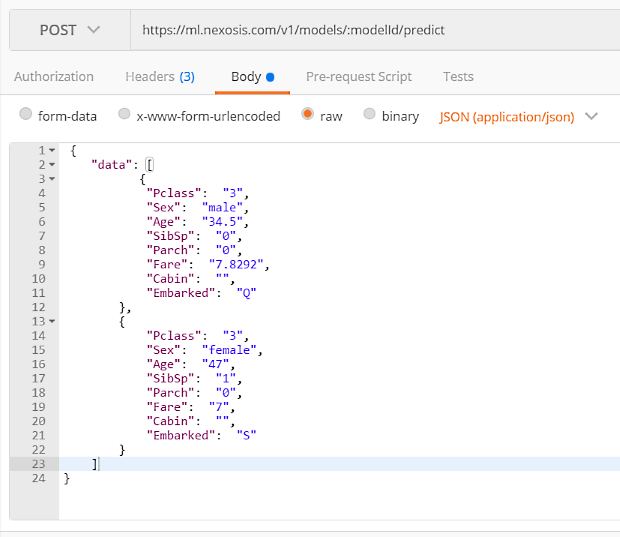 POST https://ml.nexosis.com/v1/models/:modelId/predict
Authorization Headers (3) Body Pre-request Script Tests
form-data x-www-form-urlencoded raw binary JSON (application/json)
1 {
2 "data": [
3 {
4 "Pclass": "3",
5 "Sex": "male",
6 "Age": "34.5",
7 "SibSp": "0",
8 "Parch": "0",
9 "Fare": "7.8292",
10 "Cabin": "",
11 "Embarked": "Q"
12 },
13 {
14 "Pclass": "3",
15 "Sex": "female",
16 "Age": "47",
17 "SibSp": "1",
18 "Parch": "0",
19 "Fare": "7",
20 "Cabin": "",
21 "Embarked": "S"
22 }
23 ]
24 }